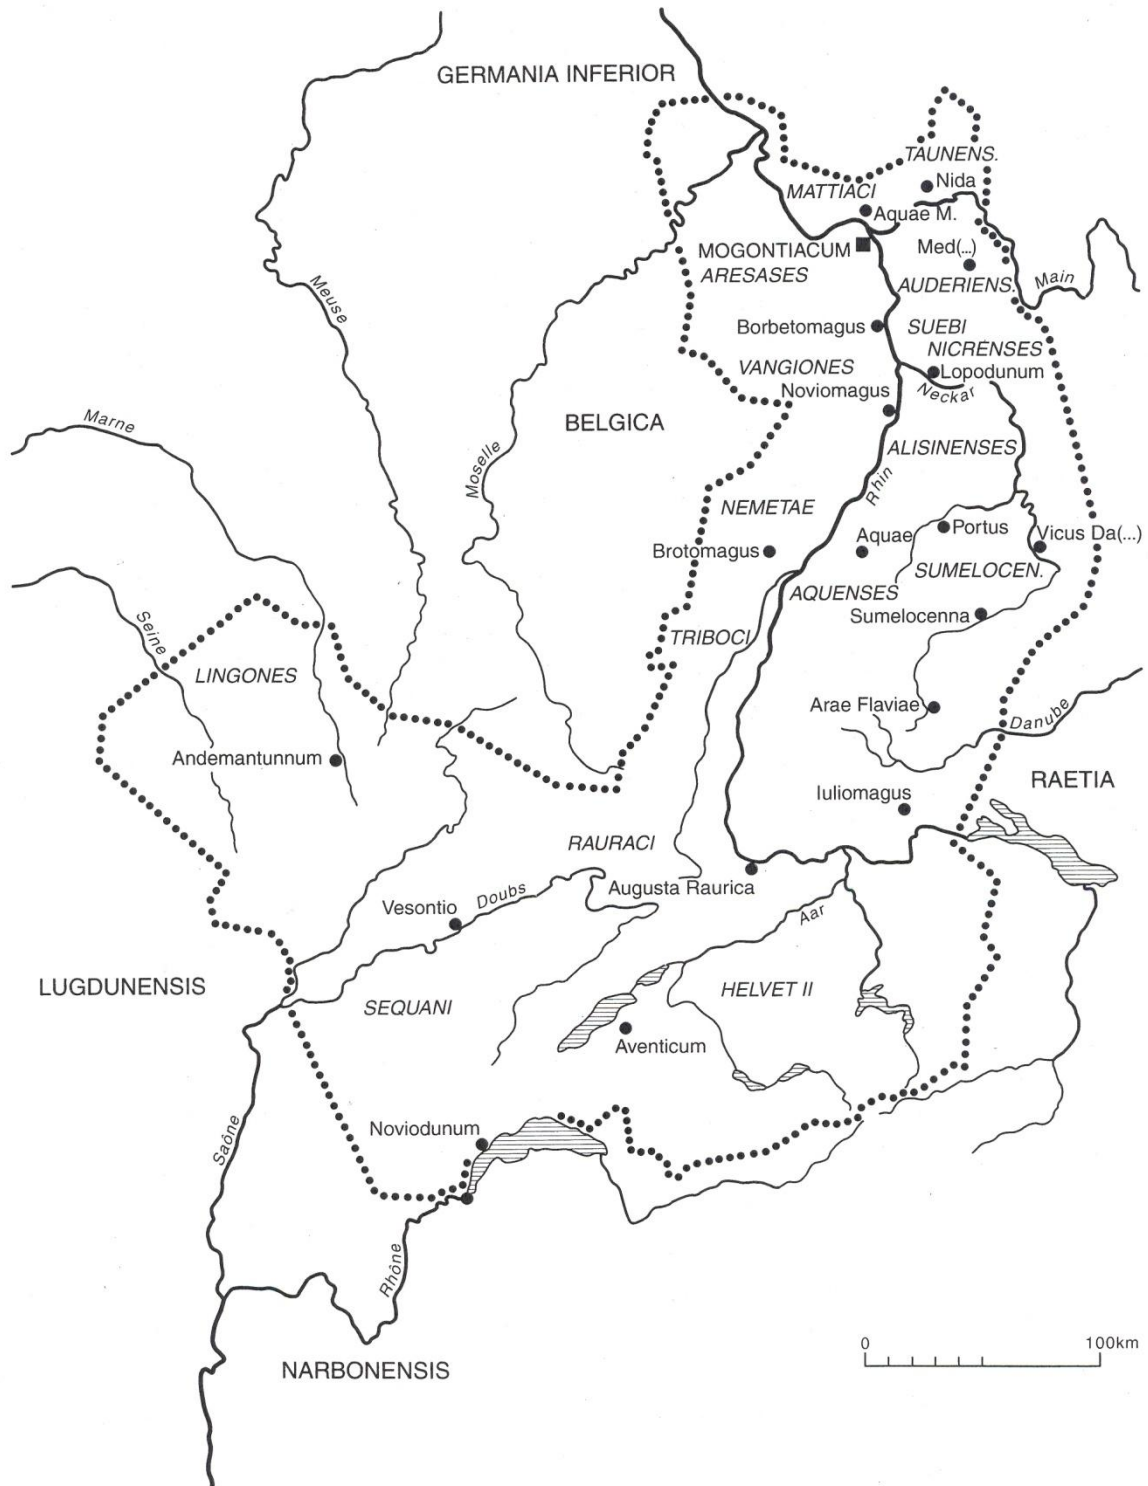 GERMANIA INFERIOR
TAUNENS.
Nida
MATTIACI
Aquae M.
MOGONTIACUM
Med(...)
ARESASES
AUDERIENS.
Main
Meuse
Borbetomagus
SUEBI
NICRENSES
VANGIONES
Lopodunum
Noviomagus
Neckar
Marne
BELGICA
ALISINENSES
Moselle
Rhin
NEMETAE
Portus
Vicus Da(...)
Aquae
Brotomagus
SUMELOCEN.
AQUENSES
Sumelocenna
Seine
TRIBOCI
LINGONES
Arae Flaviae
Danube
Andemantunnum
RAETIA
Iuliomagus
RAURACI
Augusta Raurica
Doubs
Vesontio
Aar
LUGDUNENSIS
HELVET II
SEQUANI
Aventicum
Noviodunum
Saône
Rhône
0
100km
NARBONENSIS